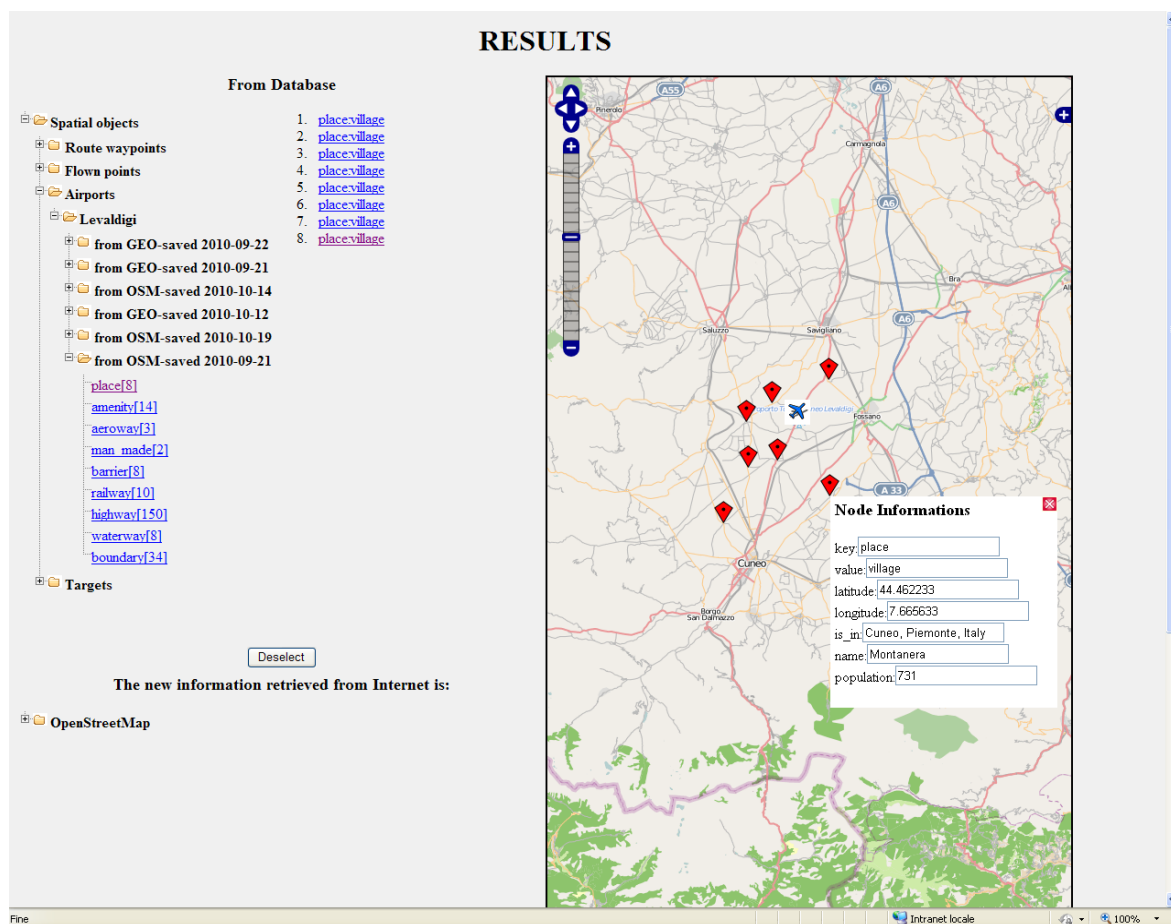 RESULTS
From Database
Spatial objects
Route waypoints
Flown points
Airports
Levaldigi
from GEO-saved 2010-09-22
from GEO-saved 2010-09-21
from OSM-saved 2010-10-14
from GEO-saved 2010-10-12
from OSM-saved 2010-10-19
from OSM-saved 2010-09-21
place[8]
amenity[14]
aeroway[3]
man_made[2]
barrier[8]
railway[10]
highway[150]
waterway[8]
boundary[34]
Targets
1. place:village
2. place:village
3. place:village
4. place:village
5. place:village
6. place:village
7. place:village
8. place:village
Deselect
The new information retrieved from Internet is:
OpenStreetMap
A55
A6
Pinerolo
Carmagnola
A6
Bra
Al
A6
Saluzzo
Savigliano
neo Levaldigi
Fossano
A 33
Cuneo
Borgo
San Dalmazzo
Node Informations
key: place
value: village
latitude: 44.462233
longitude: 7.665633
is_in: Cuneo, Piemonte, Italy
name: Montanera
population: 731
Fine
Intranet locale
100%